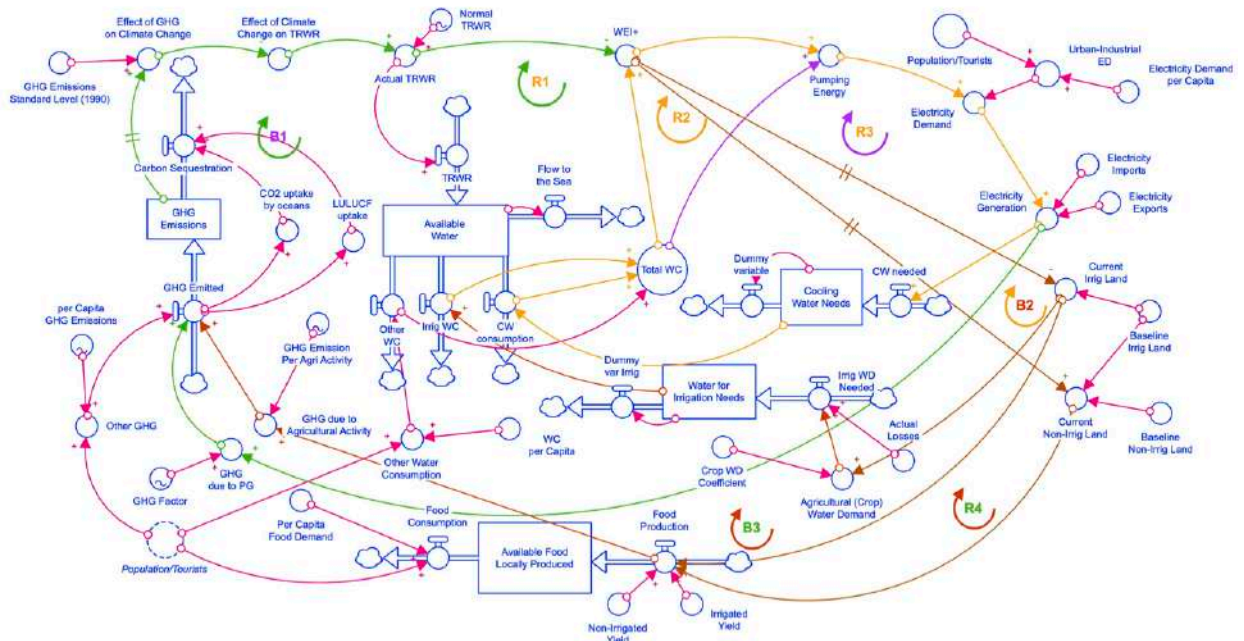 Effect of GHG
on Climate Change
Effect of Climate
Change on TRWR
Normal
TRWR
Actual TRWR
WEI+
Population/Tourists
Urban-Industrial
ED
Electricity Demand
per Capita
GHG Emissions
Standard Level (1990)
R1
R2
R3
Pumping
Energy
Electricity
Demand
B1
Carbon Sequestration
TRWR
Flow to
the Sea
Electricity
Imports
CO2 uptake
by oceans
LULUCF
uptake
GHG
Emissions
Available
Water
Electricity
Generation
Electricity
Exports
Total WC
Dummy
variable
Cooling
Water Needs
CW needed
Current
Irrig Land
B2
GHG Emitted
per Capita
GHG Emissions
Other
WC
Irrig WC
CW
consumption
Baseline
Irrig Land
GHG Emission
Per Agri Activity
Dummy
var Irrig
Water for
Irrigation Needs
Irrig WD
Needed
Other GHG
GHG due to
Agricultural Activity
WC
per Capita
Actual
Losses
Current
Non-Irrig Land
Baseline
Non-Irrig Land
GHG Factor
GHG
due to PG
Other Water
Consumption
Crop WD
Coefficient
Agricultural (Crop)
Water Demand
Per Capita
Food Demand
Food
Consumption
Food
Production
B3
R4
Population/Tourists
Available Food
Locally Produced
Non-Irrigated
Yield
Irrigated
Yield